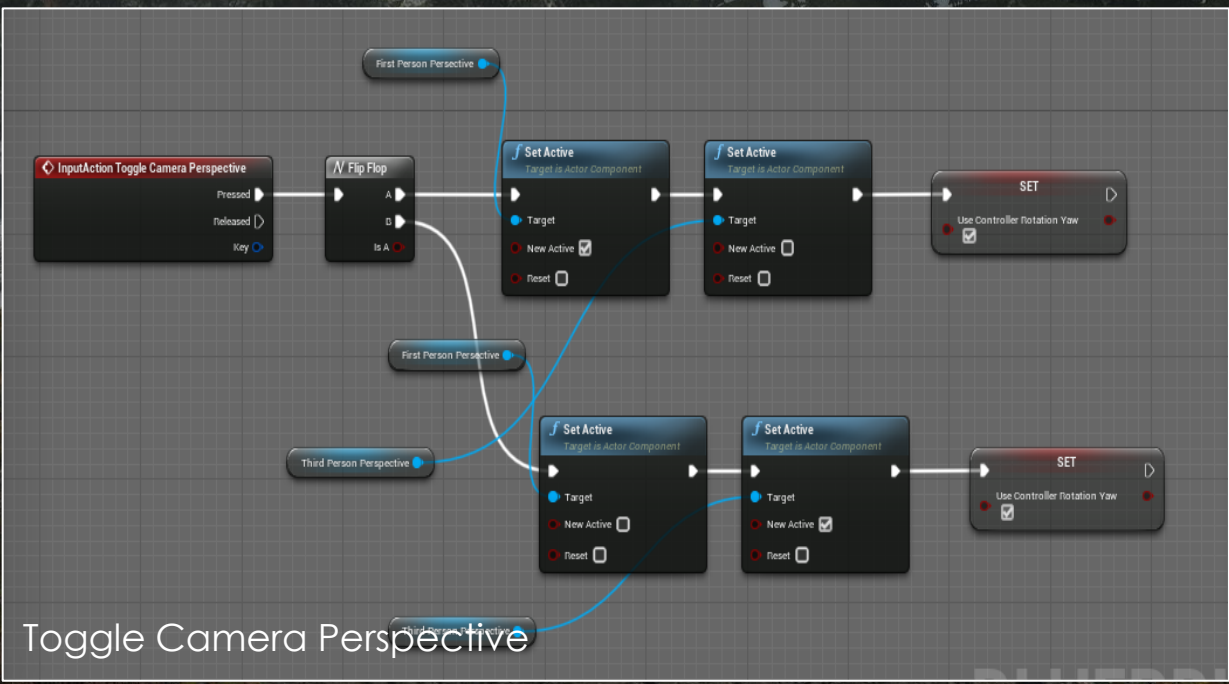 First Person Persective
InputAction Toggle Camera Perspective
Pressed
Released
Key
Flip Flop
A
B
Is A
Set Active
Target is Actor Component
Target
New Active
Reset
Set Active
Target is Actor Component
Target
New Active
Reset
SET
Use Controller Rotation Yaw
First Person Persective
Third Person Perspective
Set Active
Target is Actor Component
Target
New Active
Reset
Set Active
Target is Actor Component
Target
New Active
Reset
SET
Use Controller Rotation Yaw
Third Person Perspective
Toggle Camera Perspective